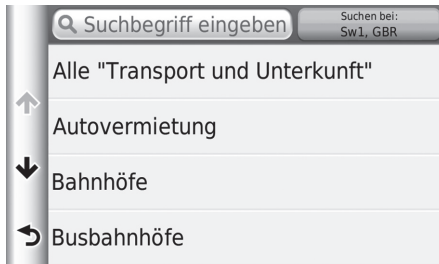 Suchbegriff eingeben
Suchen bei:
Sw1, GBR
Alle "Transport und Unterkunft"
Autovermietung
Bahnhöfe
Busbahnhöfe